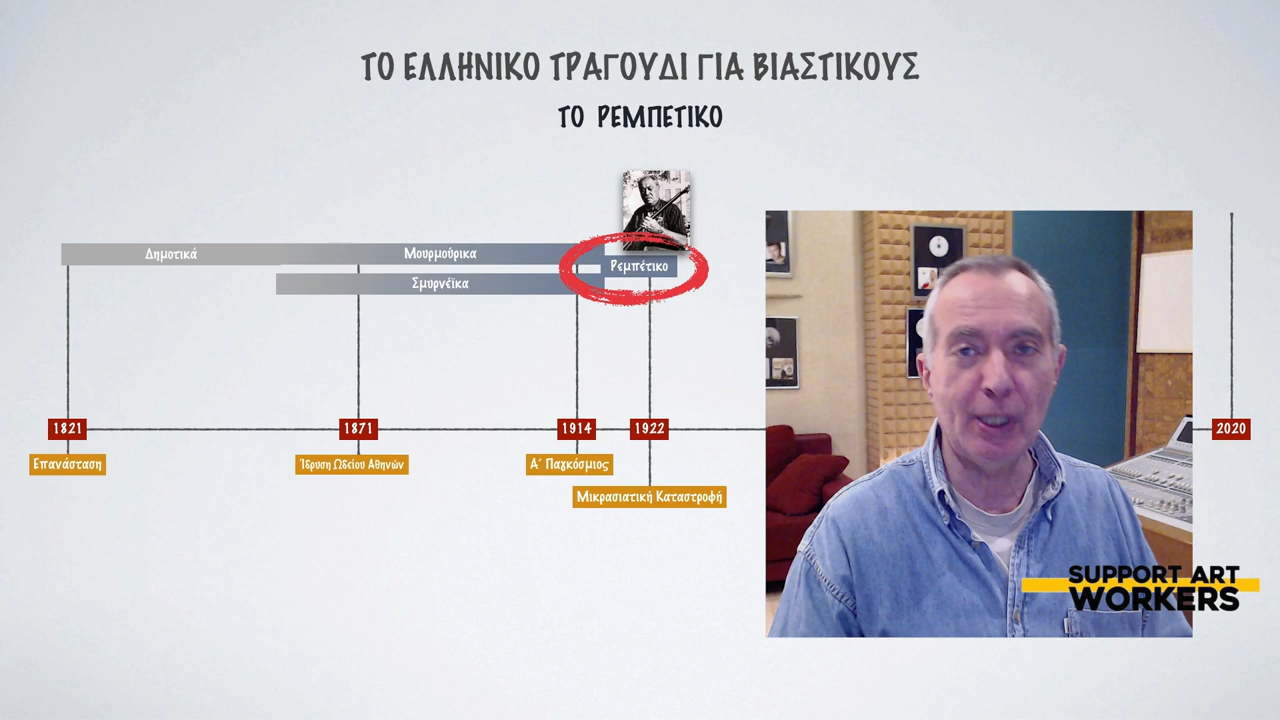 ΤΟ ΕΛΛΗΝΙΚΟ ΤΡΑΓΟΥΔΙ ΓΙΑ ΒΙΑΣΤΙΚΟΥΣ
ΤΟ ΡΕΜΠΕΤΙΚΟ
Δημοτικά
Μουρμούρικα
Ρεμπέτικο
Σμυρνέϊκα
1821
1871
1914
1922
2020
Επανάσταση
Ίδρυση Ωδείου Αθηνών
Α΄ Παγκόσμιος
Μικρασιατική Καταστροφή
SUPPORT ART
WORKERS